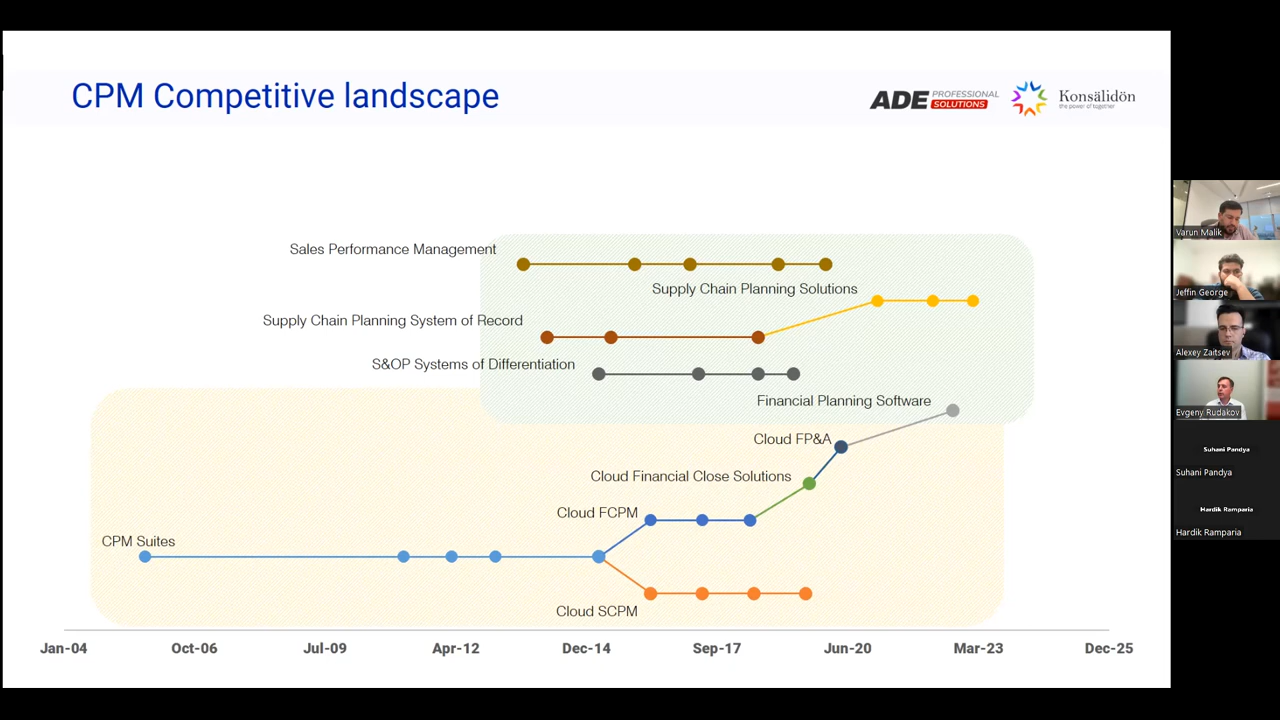 CPM Competitive landscape
ADE PROFESSIONAL SOLUTIONS
Konsälidön
the power of together
Sales Performance Management
Supply Chain Planning Solutions
Supply Chain Planning System of Record
S&OP Systems of Differentiation
Financial Planning Software
Cloud FP&A
Cloud Financial Close Solutions
Cloud FCPM
CPM Suites
Cloud SCPM
Jan-04 Oct-06 Jul-09 Apr-12 Dec-14 Sep-17 Jun-20 Mar-23 Dec-25
Varun Malik
Jeffin George
Alexey Zaitsev
Evgeny Rudakov
Suhani Pandya
Suhani Pandya
Hardik Ramparia
Hardik Ramparia